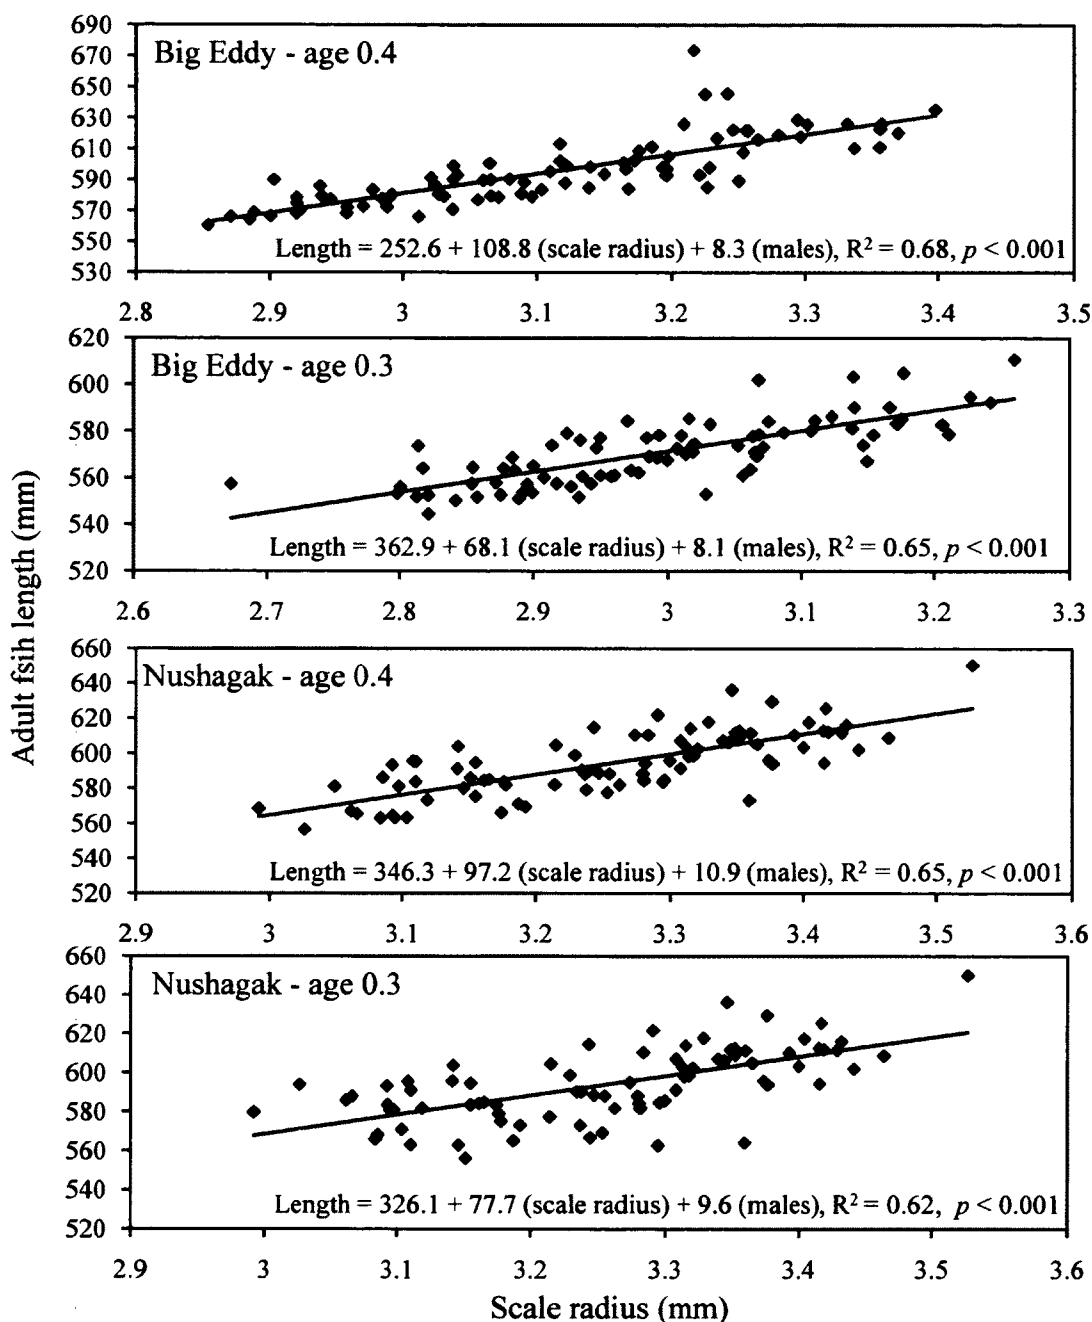 Adult fsih length (mm)
690
670
650
630
610
590
570
550
530
Big Eddy - age 0.4
Length = 252.6 + 108.8 (scale radius) + 8.3 (males), R² = 0.68, p < 0.001
2.8 2.9 3 3.1 3.2 3.3 3.4 3.5
620
600
580
560
540
520
Big Eddy - age 0.3
Length = 362.9 + 68.1 (scale radius) + 8.1 (males), R² = 0.65, p < 0.001
2.6 2.7 2.8 2.9 3 3.1 3.2 3.3
660
640
620
600
580
560
540
520
Nushagak - age 0.4
Length = 346.3 + 97.2 (scale radius) + 10.9 (males), R² = 0.65, p < 0.001
2.9 3 3.1 3.2 3.3 3.4 3.5 3.6
660
640
620
600
580
560
540
520
Nushagak - age 0.3
Length = 326.1 + 77.7 (scale radius) + 9.6 (males), R² = 0.62, p < 0.001
2.9 3 3.1 3.2 3.3 3.4 3.5 3.6
Scale radius (mm)